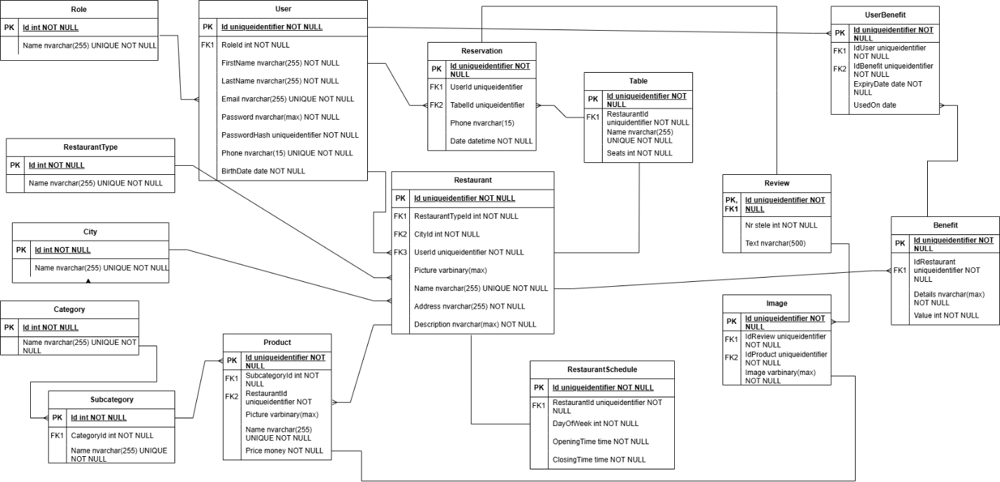 Role
PK Id int NOT NULL
Name nvarchar(255) UNIQUE NOT NULL
User
PK Id uniqueidentifier NOT NULL
FK1 RoleId int NOT NULL
FirstName nvarchar(255) NOT NULL
LastName nvarchar(255) NOT NULL
Email nvarchar(255) UNIQUE NOT NULL
Password nvarchar(max) NOT NULL
PasswordHash uniqueidentifier NOT NULL
Phone nvarchar(15) UNIQUE NOT NULL
BirthDate date NOT NULL
Reservation
PK Id uniqueidentifier NOT
NULL
FK1 UserId uniqueidentifier
FK2 TabelId uniqueidentifier
Phone nvarchar(15)
Date datetime NOT NULL
Table
PK Id uniqueidentifier NOT
NULL
FK1 RestaurantId
uniquidentifier NOT NULL
Name nvarchar(255)
UNIQUE NOT NULL
Seats int NOT NULL
UserBenefit
PK Id uniqueidentifier NOT
NULL
FK1 IdUser uniqueidentifier
NOT NULL
FK2 IdBenefit uniqueidentifier
NOT NULL
ExpiryDate date NOT
NULL
UsedOn date
RestaurantType
PK Id int NOT NULL
Name nvarchar(255) UNIQUE NOT NULL
Restaurant
PK Id uniqueidentifier NOT NULL
FK1 RestaurantTypeId int NOT NULL
FK2 CityId int NOT NULL
FK3 UserId uniqueidentifier NOT NULL
Picture varbinary(max)
Name nvarchar(255) UNIQUE NOT NULL
Address nvarchar(255) NOT NULL
Description nvarchar(max) NOT NULL
Review
PK,
FK1 Id uniqueidentifier NOT
NULL
Nr stele int NOT NULL
Text nvarchar(500)
City
PK Id int NOT NULL
Name nvarchar(255) UNIQUE NOT NULL
Benefit
PK Id uniqueidentifier NOT
NULL
FK1 IdRestaurant
uniqueidentifier NOT
NULL
Details nvarchar(max)
NOT NULL
Value int NOT NULL
Category
PK Id int NOT NULL
Name nvarchar(255) UNIQUE NOT
NULL
Image
PK Id uniqueidentifier NOT
NULL
FK1 IdReview uniqueidentifier
NOT NULL
FK2 IdProduct uniqueidentifier
NOT NULL
Image varbinary(max)
NOT NULL
Product
PK Id uniqueidentifier NOT
NULL
FK1 SubcategoryId int NOT
NULL
FK2 RestaurantId
uniqueidentifier NOT
Picture varbinary(max)
Name nvarchar(255)
UNIQUE NOT NULL
Price money NOT NULL
RestaurantSchedule
PK Id uniqueidentifier NOT NULL
FK1 RestaurantId uniqueidentifier NOT
NULL
DayOfWeek int NOT NULL
OpeningTime time NOT NULL
ClosingTime time NOT NULL
Subcategory
PK Id int NOT NULL
FK1 CategoryId int NOT NULL
Name nvarchar(255) UNIQUE
NOT NULL